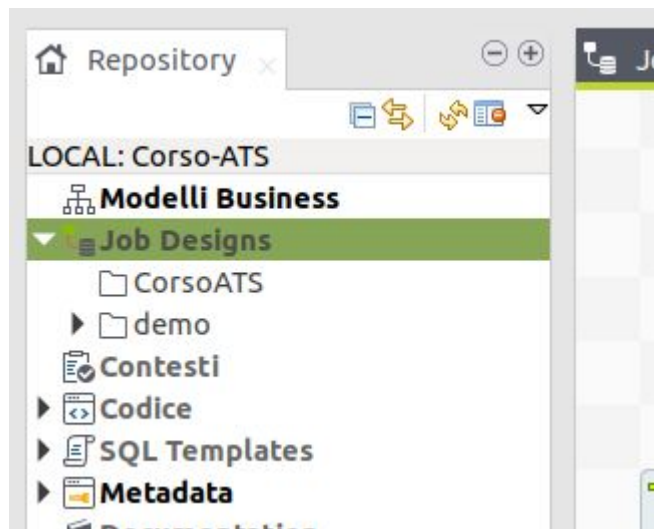 Repository
LOCAL: Corso-ATS
Modelli Business
Job Designs
CorsoATS
demo
Contesti
Codice
SQL Templates
Metadata